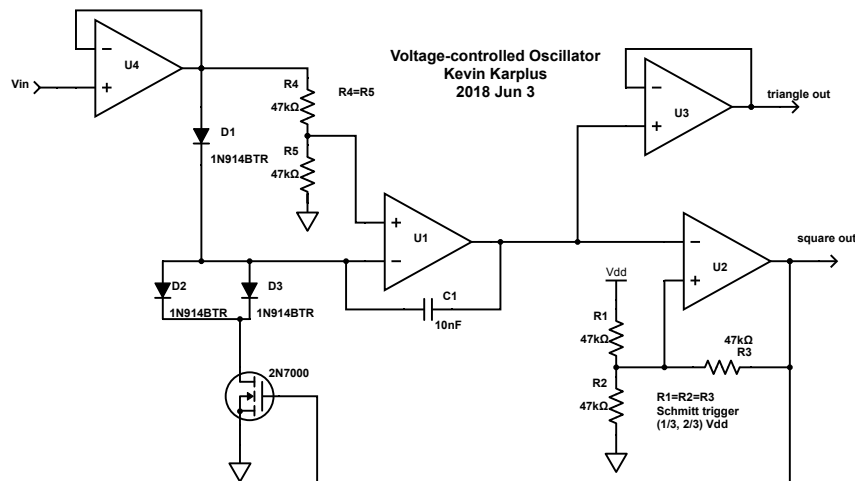 Voltage-controlled Oscillator
Kevin Karplus
2018 Jun 3
Vin
−
+
U4
D1
1N914BTR
R4
47kΩ
R4=R5
R5
47kΩ
−
+
U3
triangle out
+
−
U1
C1
10nF
D2
1N914BTR
D3
1N914BTR
2N7000
−
+
U2
square out
Vdd
R1
47kΩ
R2
47kΩ
47kΩ
R3
R1=R2=R3
Schmitt trigger
(1/3, 2/3) Vdd